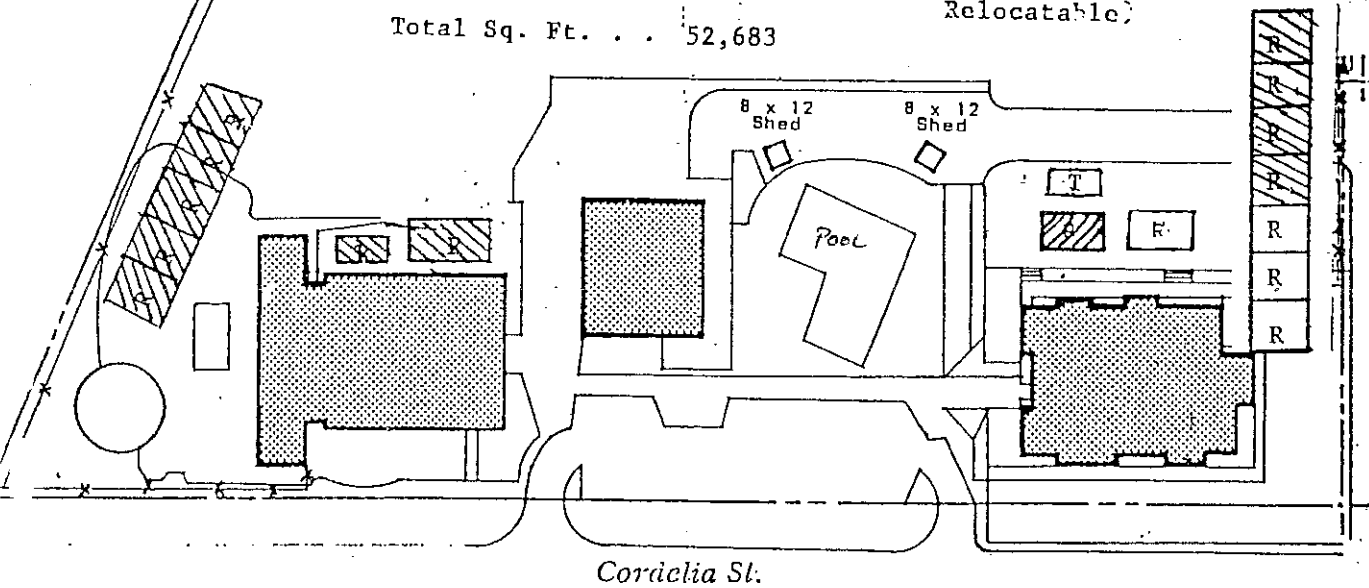 Relocatable)
Total Sq. Ft. . . . 52,683
8 x 12
Shed
8 x 12
Shed
POOL
T
R
R
R
R
R
R
R
R
R
R
R
R
R
Cordelia St.